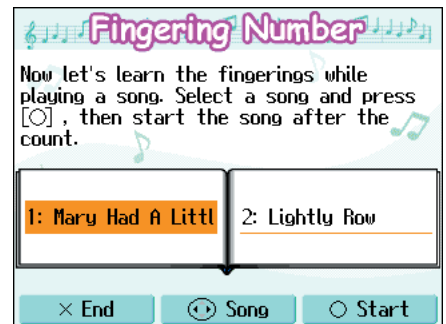 Fingering Number
Now let's learn the fingerings while
playing a song. Select a song and press
[○] , then start the song after the
count.
1: Mary Had A Littl
2: Lightly Row
× End
Song
○ Start